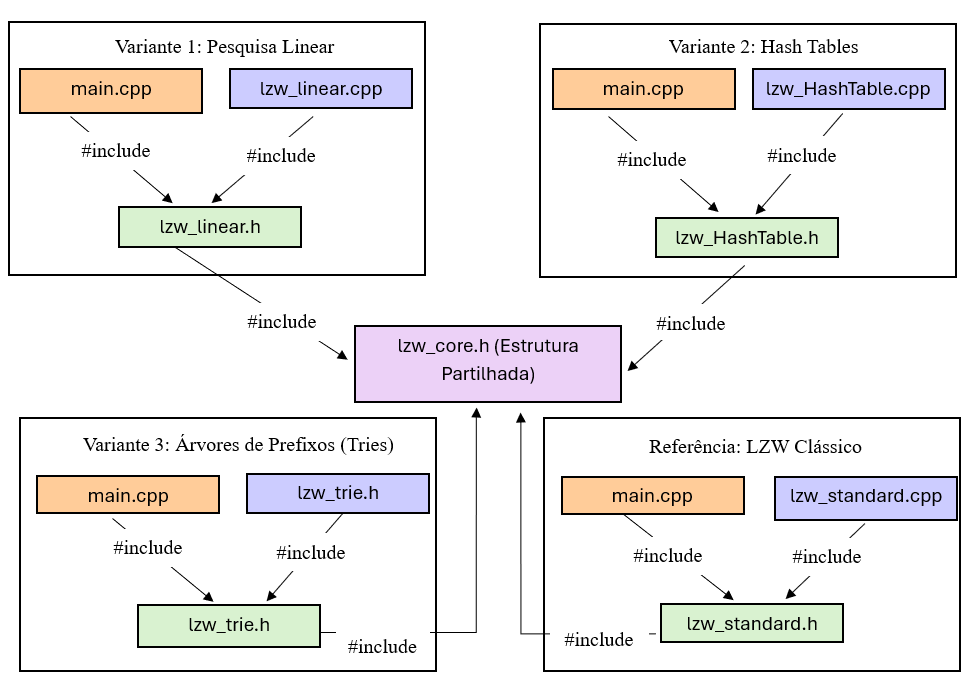 Variante 1: Pesquisa Linear
main.cpp
lzw_linear.cpp
#include
#include
lzw_linear.h
#include
Variante 2: Hash Tables
main.cpp
lzw_HashTable.cpp
#include
#include
lzw_HashTable.h
#include
lzw_core.h (Estrutura
Partilhada)
Variante 3: Árvores de Prefixos (Tries)
main.cpp
lzw_trie.h
#include
#include
lzw_trie.h
#include
Referência: LZW Clássico
main.cpp
lzw_standard.cpp
#include
#include
lzw_standard.h
#include